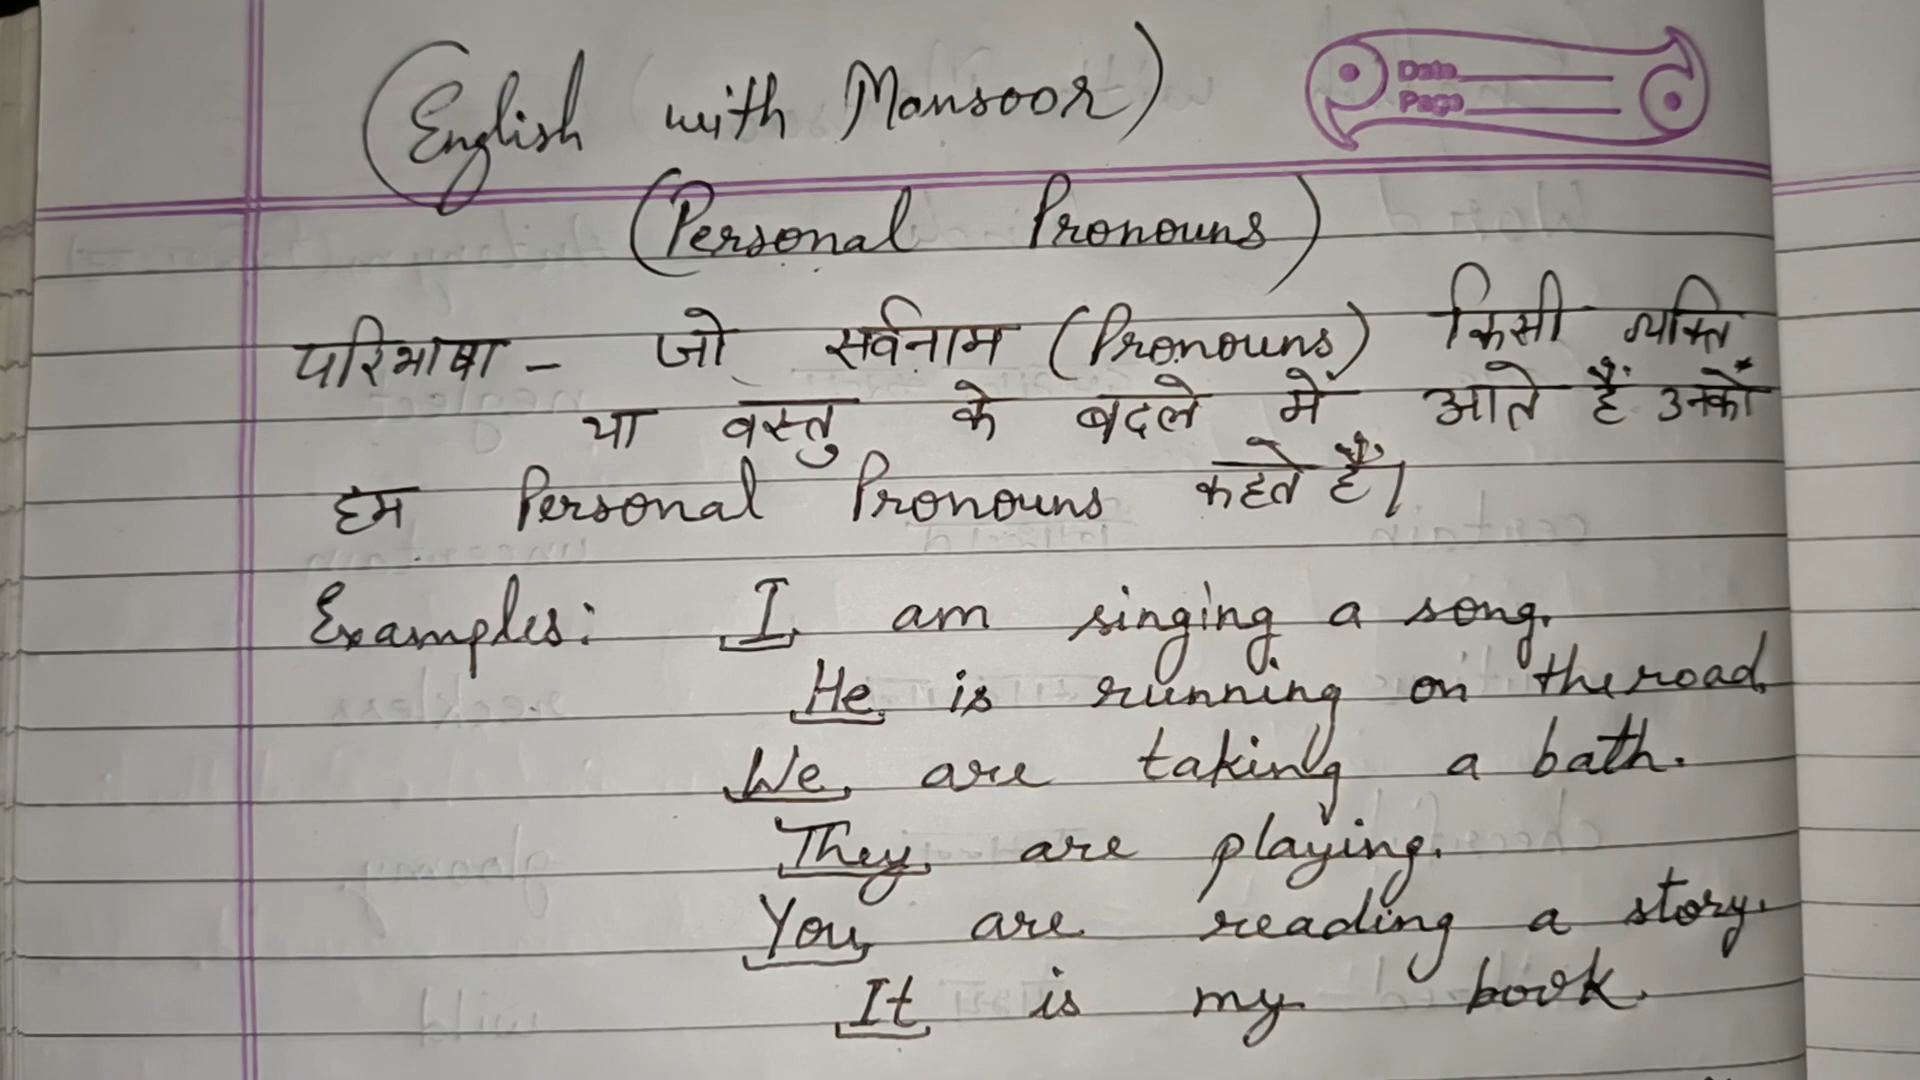 (English with Mansoor)
Date
Page
(Personal Pronouns)
परिभाषा - जो सर्वनाम (Pronouns) किसी व्यक्ति
या वस्तु के बदले में आते हैं उनको
हम Personal Pronouns कहते हैं।
Examples: I am singing a song.
He is running on the road.
We are taking a bath.
They are playing.
You are reading a story.
It is my book.